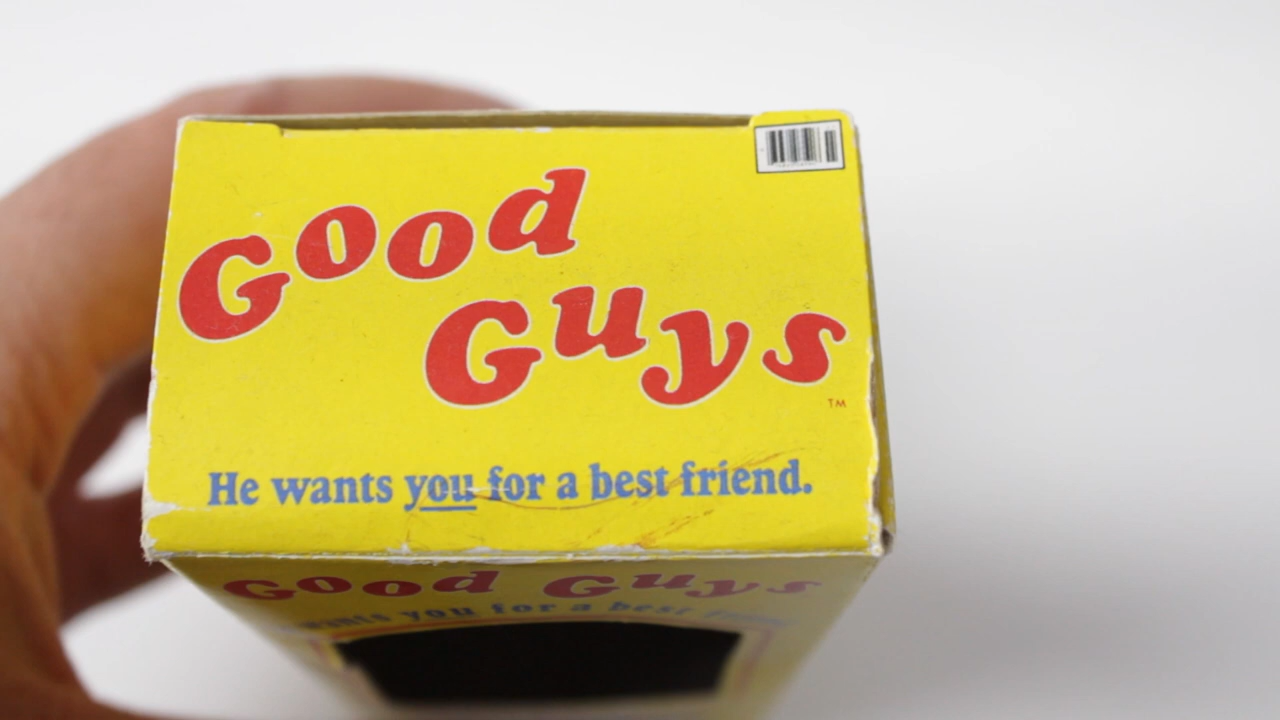 Good
Guys
TM
He wants you for a best friend.
Good Guys
wants you for a best